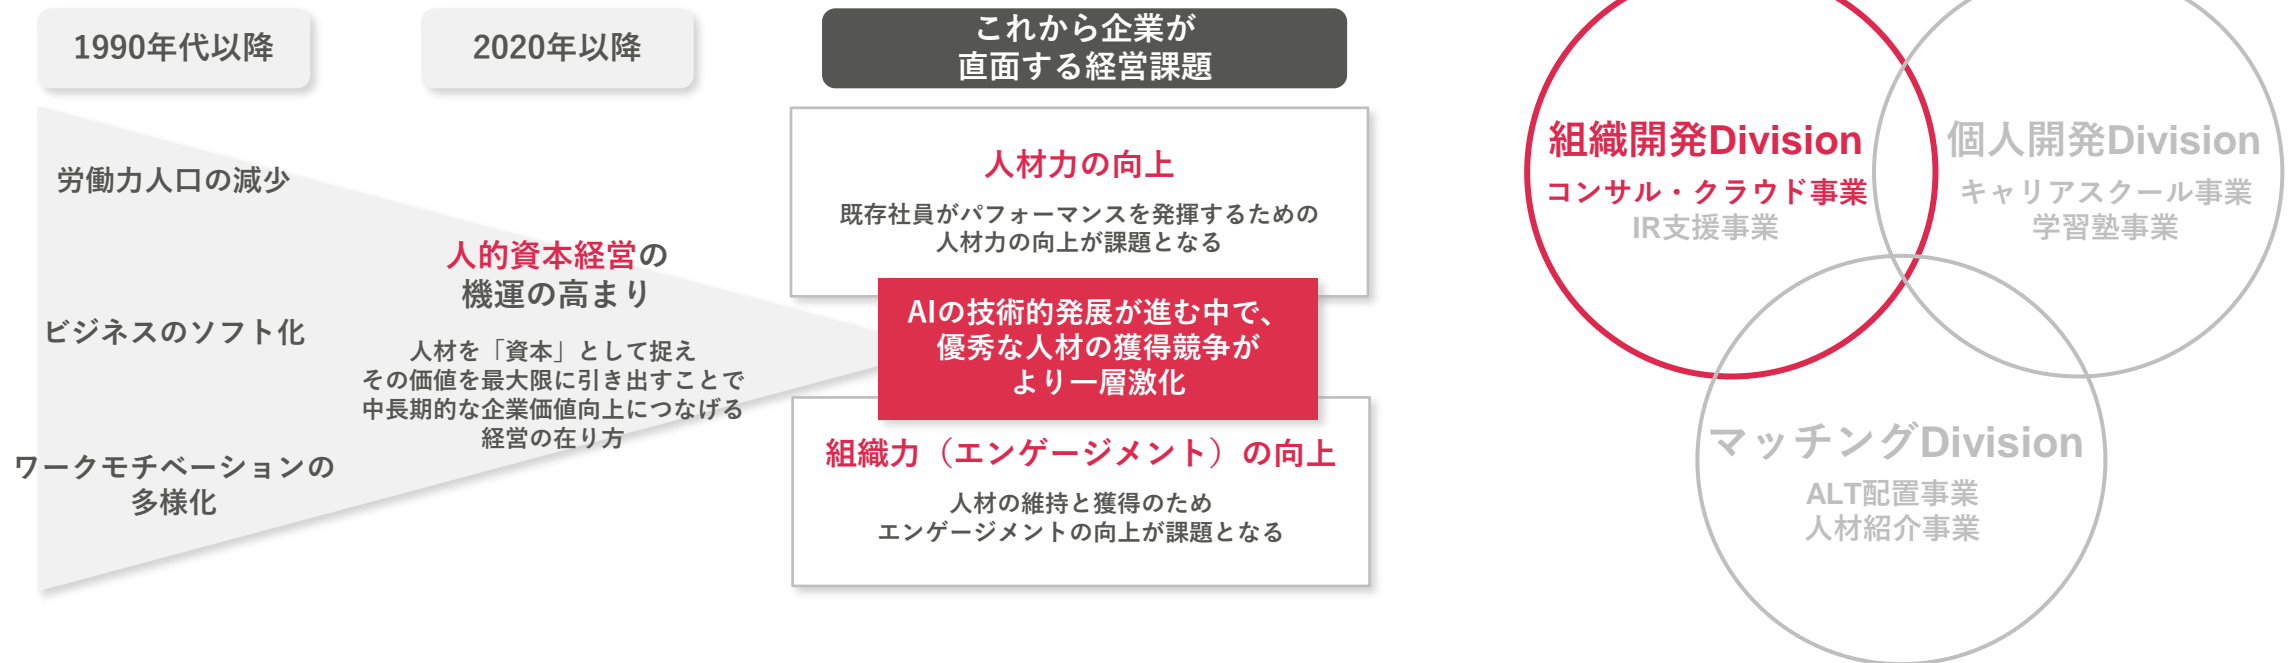 1990年代以降
2020年以降
これから企業が
直面する経営課題
労働力人口の減少
ビジネスのソフト化
ワークモチベーションの
多様化
人的資本経営の
機運の高まり
人材を「資本」として捉え
その価値を最大限に引き出すことで
中長期的な企業価値向上につなげる
経営の在り方
人材力の向上
既存社員がパフォーマンスを発揮するための
人材力の向上が課題となる
AIの技術的発展が進む中で、
優秀な人材の獲得競争が
より一層激化
組織力（エンゲージメント）の向上
人材の維持と獲得のため
エンゲージメントの向上が課題となる
組織開発Division
コンサル・クラウド事業
IR支援事業
個人開発Division
キャリアスクール事業
学習塾事業
マッチングDivision
ALT配置事業
人材紹介事業